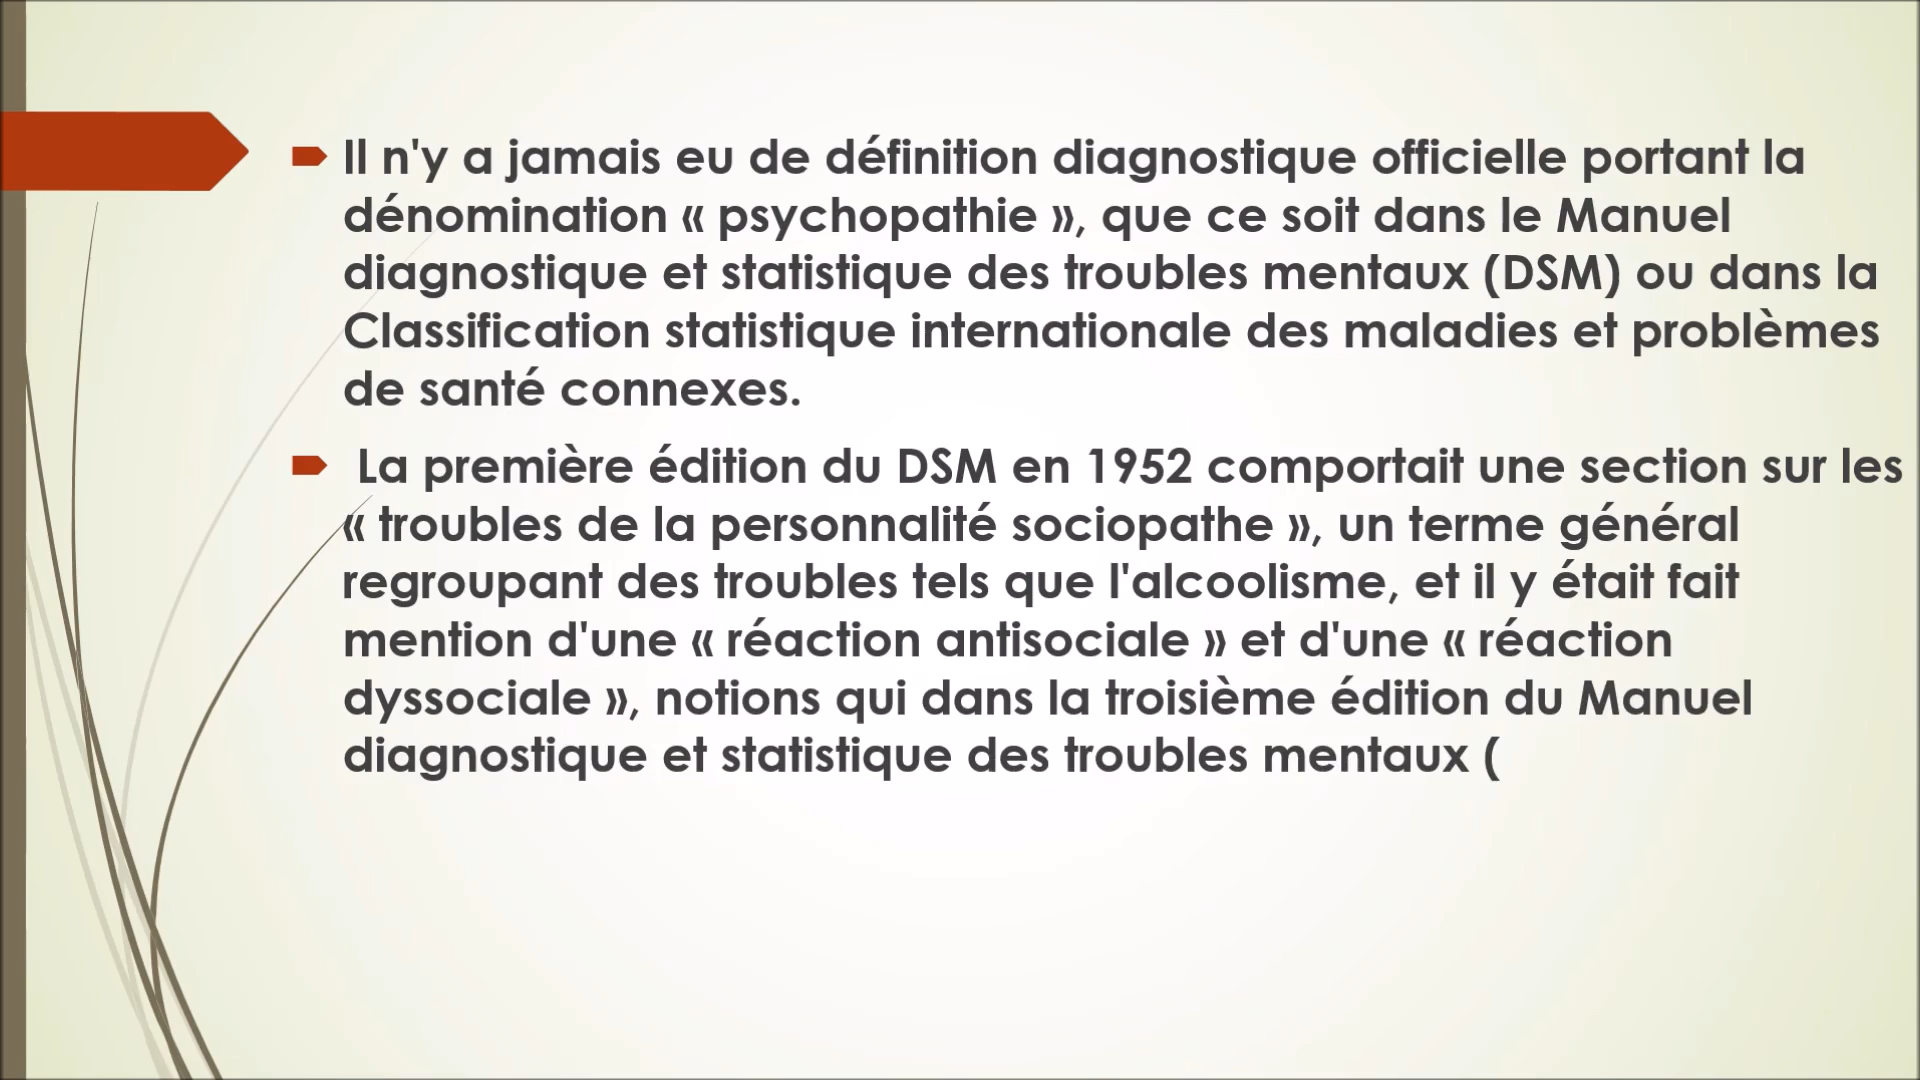 Il n'y a jamais eu de définition diagnostique officielle portant la
dénomination « psychopathie », que ce soit dans le Manuel
diagnostique et statistique des troubles mentaux (DSM) ou dans la
Classification statistique internationale des maladies et problèmes
de santé connexes.
La première édition du DSM en 1952 comportait une section sur les
« troubles de la personnalité sociopathe », un terme général
regroupant des troubles tels que l'alcoolisme, et il y était fait
mention d'une « réaction antisociale » et d'une « réaction
dyssociale », notions qui dans la troisième édition du Manuel
diagnostique et statistique des troubles mentaux (